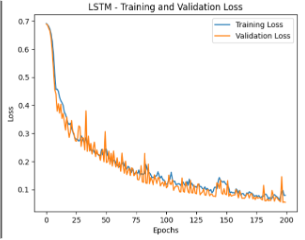 LSTM - Training and Validation Loss
Training Loss
Validation Loss
0.7
0.6
0.5
0.4
0.3
0.2
0.1
Loss
0 25 50 75 100 125 150 175 200
Epochs